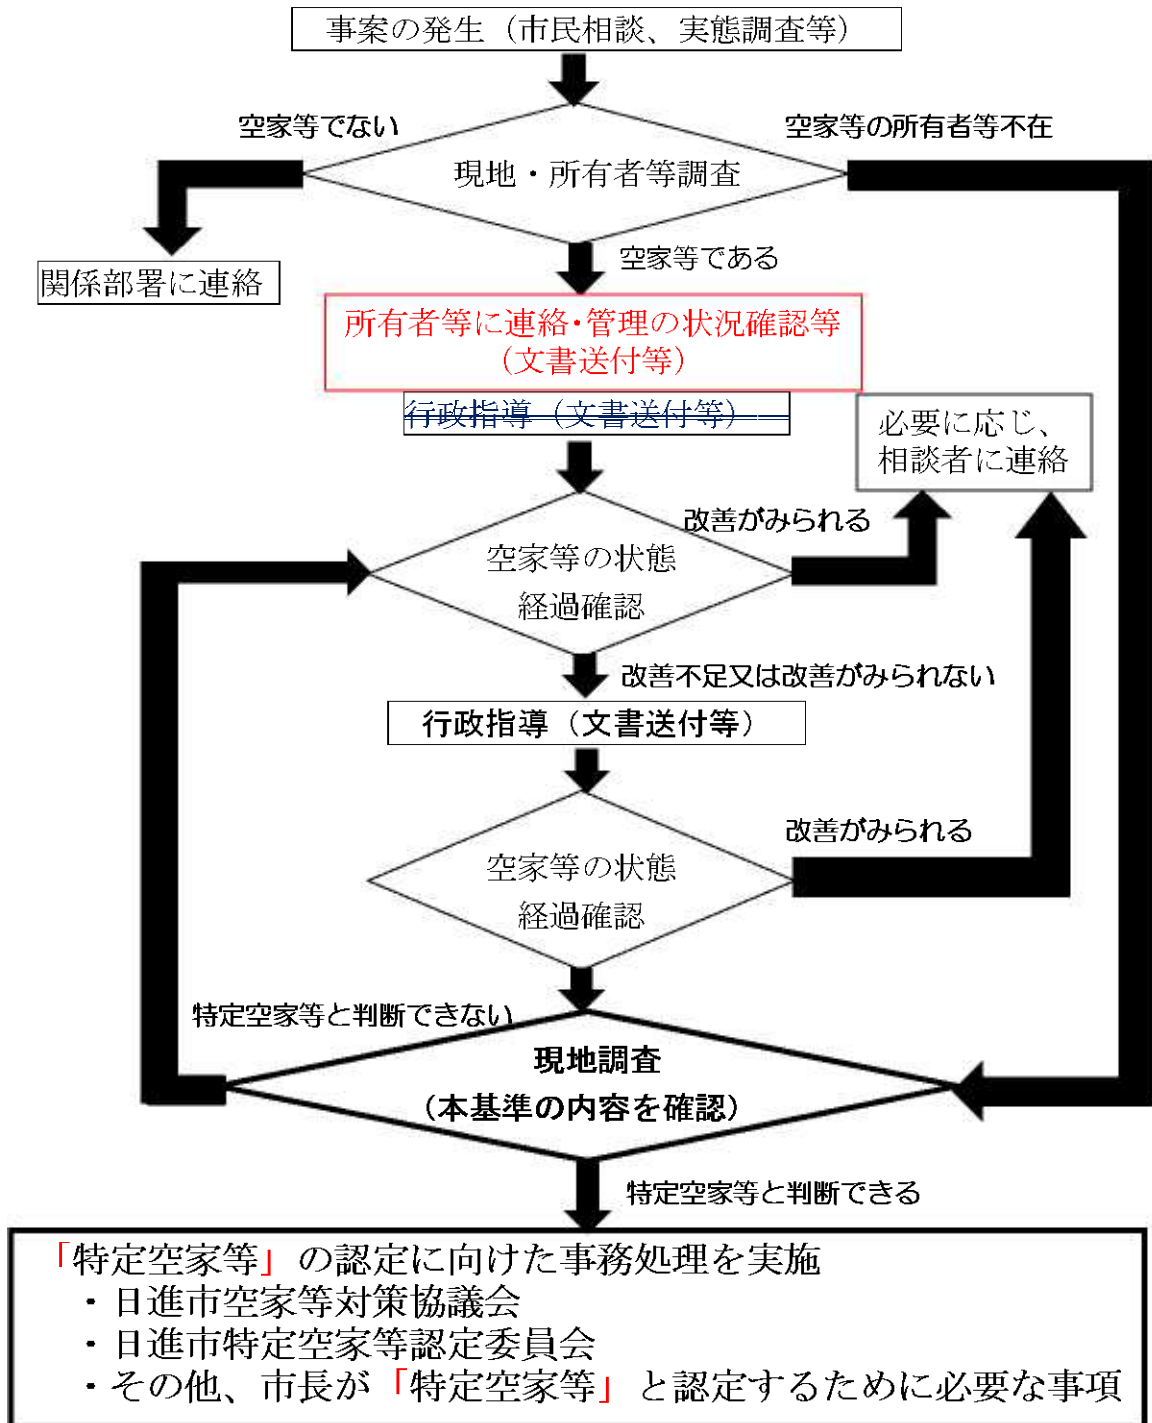 事案の発生（市民相談、実態調査等）
空家等でない
空家等の所有者等不在
現地・所有者等調査
関係部署に連絡
空家等である
所有者等に連絡・管理の状況確認等
（文書送付等）
行政指導（文書送付等）
必要に応じ、
相談者に連絡
改善がみられる
空家等の状態
経過確認
改善不足又は改善がみられない
行政指導（文書送付等）
改善がみられる
空家等の状態
経過確認
特定空家等と判断できない
現地調査
（本基準の内容を確認）
特定空家等と判断できる
「特定空家等」の認定に向けた事務処理を実施
・日進市空家等対策協議会
・日進市特定空家等認定委員会
・その他、市長が「特定空家等」と認定するために必要な事項